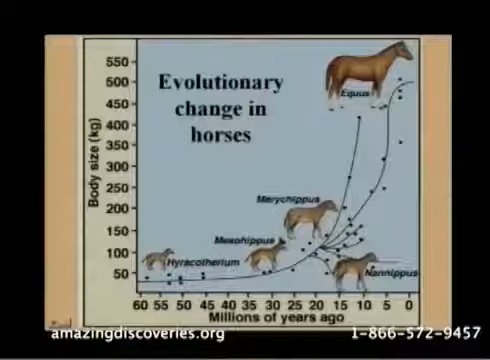 Evolutionary
change in
horses
Body size (kg)
550
500
450
400
350
300
250
200
150
100
50
Equus
Merychippus
Mesohippus
Hyracotherium
Nannippus
60 55 50 45 40 35 30 25 20 15 10 5 0
Millions of years ago
amazingdiscoveries.org
1-866-572-9457